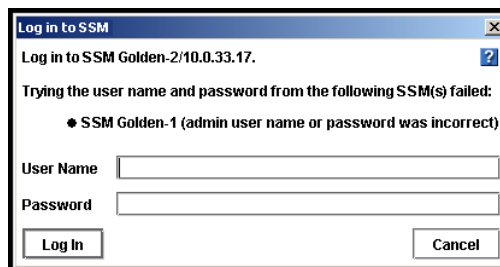 Log in to SSM
Log in to SSM Golden-2/10.0.33.17.
?
Trying the user name and password from the following SSM(s) failed:
● SSM Golden-1 (admin user name or password was incorrect)
User Name
Password
Log In
Cancel